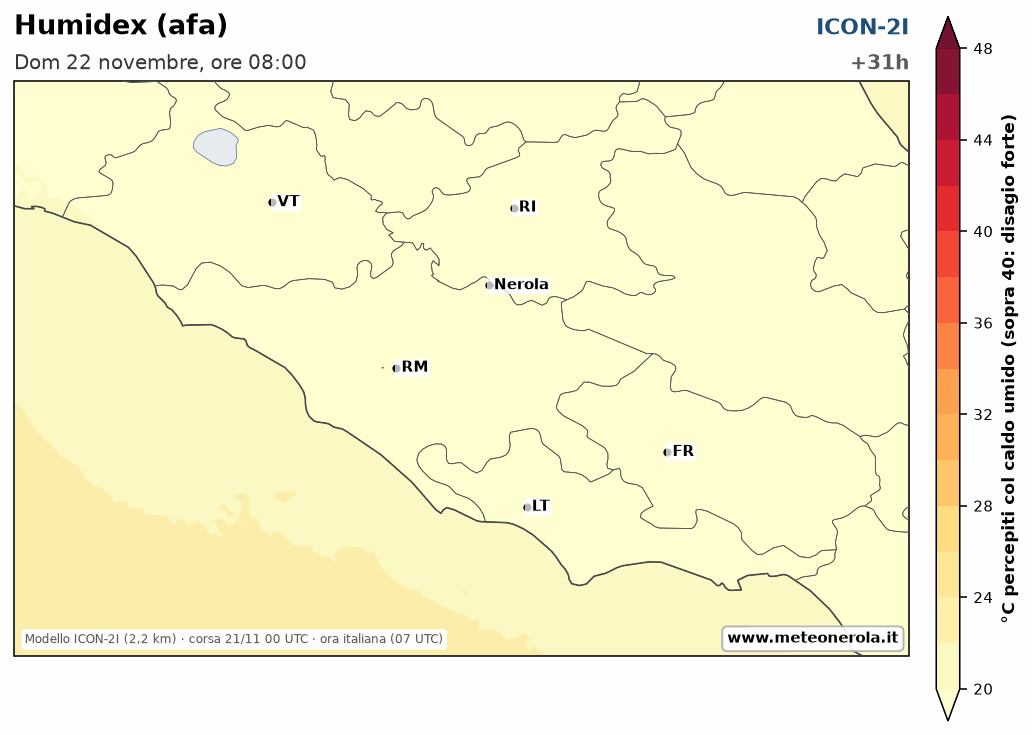 Humidex (afa)
ICON-2I
Dom 22 novembre, ore 08:00
+31h
VT
RI
Nerola
RM
FR
LT
Modello ICON-2I (2,2 km) · corsa 21/11 00 UTC · ora italiana (07 UTC)
www.meteonerola.it
48
44
40
36
32
28
24
20
°C percepiti col caldo umido (sopra 40: disagio forte)